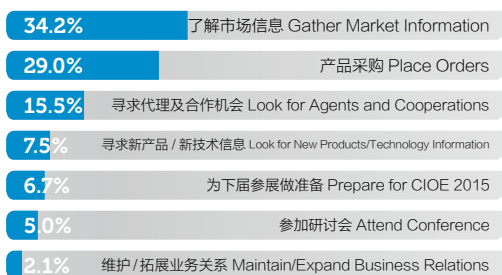 34.2% 了解市场信息 Gather Market Information
29.0% 产品采购 Place Orders
15.5% 寻求代理及合作机会 Look for Agents and Cooperations
7.5% 寻求新产品 / 新技术信息 Look for New Products/Technology Information
6.7% 为下届参展做准备 Prepare for CIOE 2015
5.0% 参加研讨会 Attend Conference
2.1% 维护 / 拓展业务关系 Maintain/Expand Business Relations